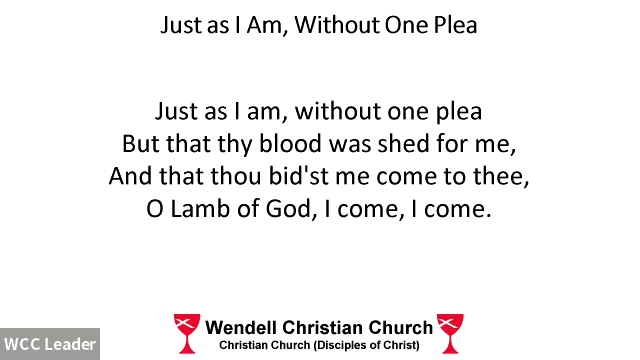 Just as I Am, Without One Plea
Just as I am, without one plea
But that thy blood was shed for me,
And that thou bid'st me come to thee,
O Lamb of God, I come, I come.
Wendell Christian Church
Christian Church (Disciples of Christ)
WCC Leader